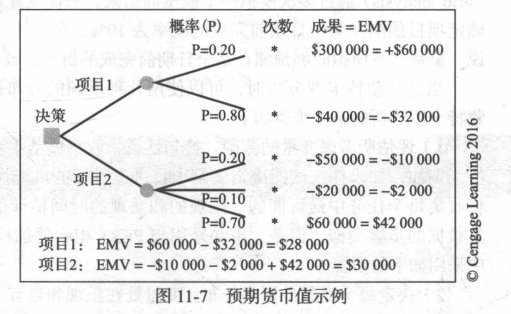 概率(P) 次数 成果 = EMV
P=0.20 * $300 000 = +$60 000
项目1
决策
P=0.80 * -$40 000 = -$32 000
P=0.20 * -$50 000 = -$10 000
项目2
P=0.10 * -$20 000 = -$2 000
P=0.70 * $60 000 = +$42 000
项目1: EMV = $60 000 - $32 000 = $28 000
项目2: EMV = -$10 000 - $2 000 + $42 000 = $30 000
图 11-7 预期货币值示例
© Cengage Learning 2016